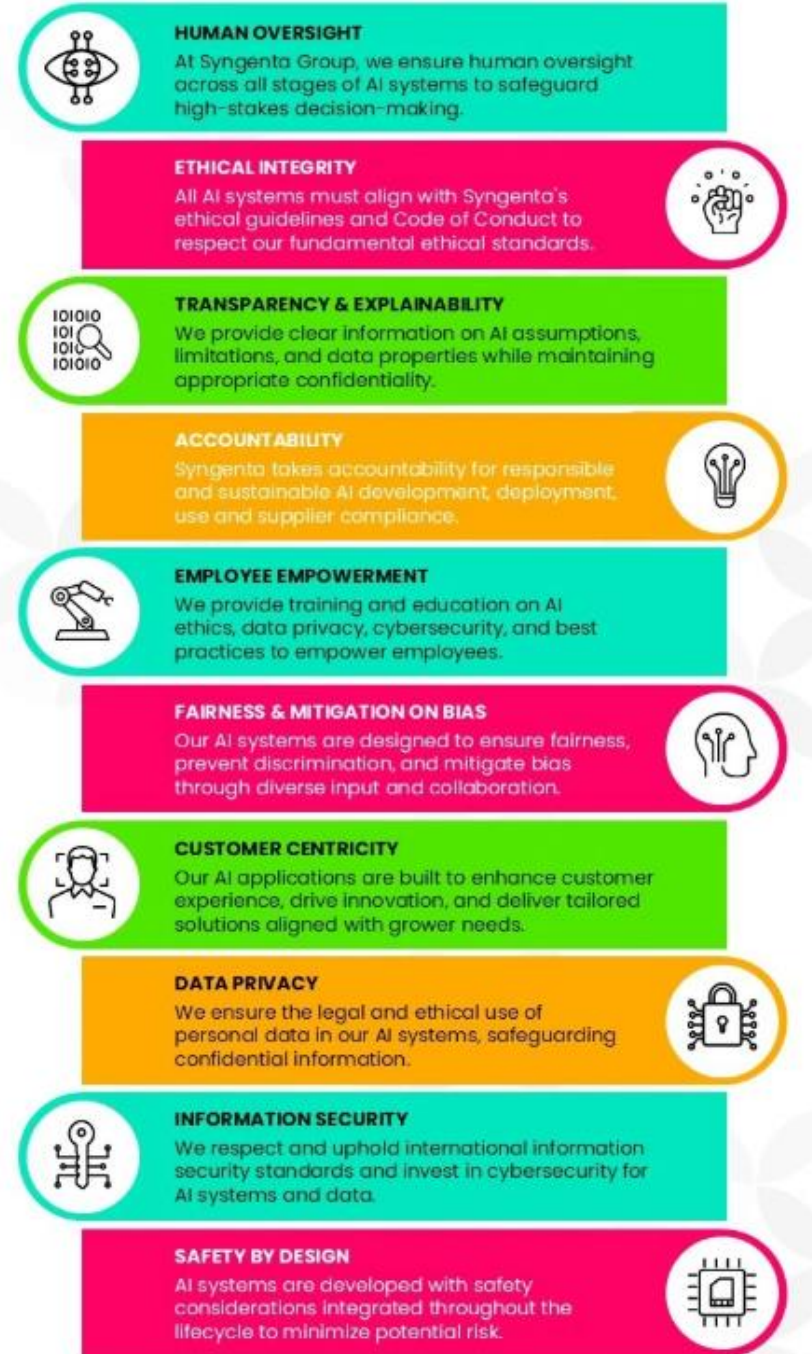 HUMAN OVERSIGHT
At Syngenta Group, we ensure human oversight
across all stages of AI systems to safeguard
high-stakes decision-making.
ETHICAL INTEGRITY
All AI systems must align with Syngenta's
ethical guidelines and Code of Conduct to
respect our fundamental ethical standards.
101010
101
101
101010
TRANSPARENCY & EXPLAINABILITY
We provide clear information on AI assumptions,
limitations, and data properties while maintaining
appropriate confidentiality.
ACCOUNTABILITY
Syngenta takes accountability for responsible
and sustainable AI development, deployment,
use and supplier compliance.
EMPLOYEE EMPOWERMENT
We provide training and education on AI
ethics, data privacy, cybersecurity, and best
practices to empower employees.
FAIRNESS & MITIGATION ON BIAS
Our AI systems are designed to ensure fairness,
prevent discrimination, and mitigate bias
through diverse input and collaboration.
CUSTOMER CENTRICITY
Our AI applications are built to enhance customer
experience, drive innovation, and deliver tailored
solutions aligned with grower needs.
DATA PRIVACY
We ensure the legal and ethical use of
personal data in our AI systems, safeguarding
confidential information.
INFORMATION SECURITY
We respect and uphold international information
security standards and invest in cybersecurity for
AI systems and data.
SAFETY BY DESIGN
AI systems are developed with safety
considerations integrated throughout the
lifecycle to minimize potential risk.